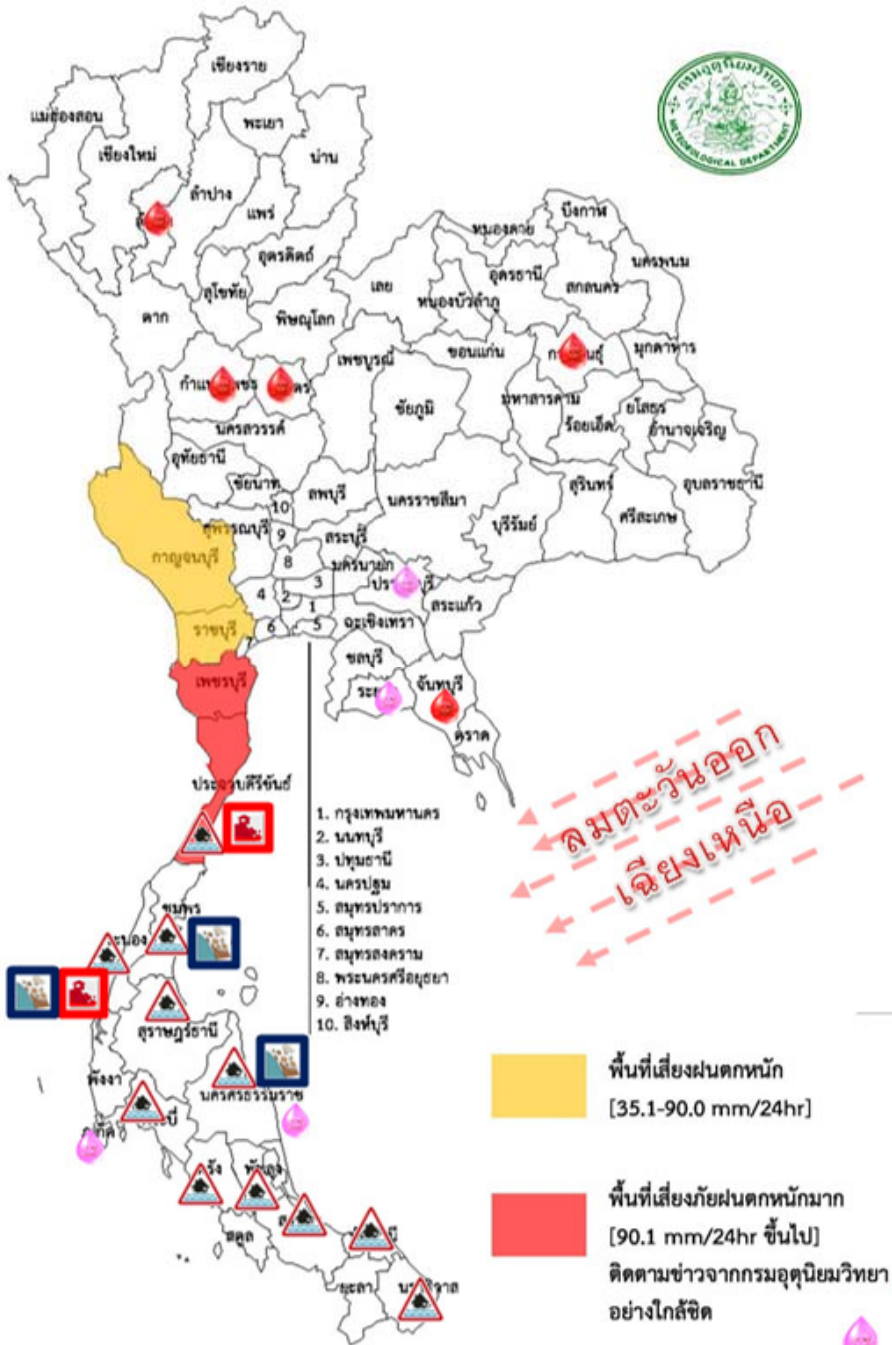 เชียงราย
กรมอุตุนิยมวิทยา
METEOROLOGICAL DEPARTMENT
แม่ฮ่องสอน
พะเยา
เชียงใหม่
น่าน
ลำปาง
แพร่
บึงกาฬ
หนองคาย
อุตรดิตถ์
อุดรธานี
นครพนม
สุโขทัย
เลย
หนองบัวลำภู
สกลนคร
ตาก
พิษณุโลก
เพชรบูรณ์
ขอนแก่น
มุกดาหาร
ชัยภูมิ
มหาสารคาม
ยโสธร
นครสวรรค์
ร้อยเอ็ด
อำนาจเจริญ
อุทัยธานี
ชัยนาท
ลพบุรี
นครราชสีมา
สุรินทร์
อุบลราชธานี
10
สุพรรณบุรี
9
สระบุรี
บุรีรัมย์
ศรีสะเกษ
กาญจนบุรี
8
นครนายก
3
4
2
1
สระแก้ว
ราชบุรี
6
5
ฉะเชิงเทรา
7
ชลบุรี
เพชรบุรี
จันทบุรี
ตราด
ลมตะวันออก
เฉียงเหนือ
ประจวบคีรีขันธ์
1. กรุงเทพมหานคร
2. นนทบุรี
3. ปทุมธานี
4. นครปฐม
5. สมุทรปราการ
6. สมุทรสาคร
7. สมุทรสงคราม
8. พระนครศรีอยุธยา
9. อ่างทอง
10. สิงห์บุรี
ชุมพร
สุราษฎร์ธานี
พังงา
นครศรีธรรมราช
สตูล
ยะลา
พื้นที่เสี่ยงฝนตกหนัก
[35.1-90.0 mm/24hr]
พื้นที่เสี่ยงภัยฝนตกหนักมาก
[90.1 mm/24hr ขึ้นไป]
ติดตามข่าวจากกรมอุตุนิยมวิทยา
อย่างใกล้ชิด